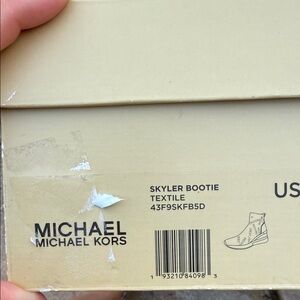 SKYLER BOOTIE
TEXTILE
43F9SKFB5D
US
MICHAEL
MICHAEL KORS
1 93210 84098 3